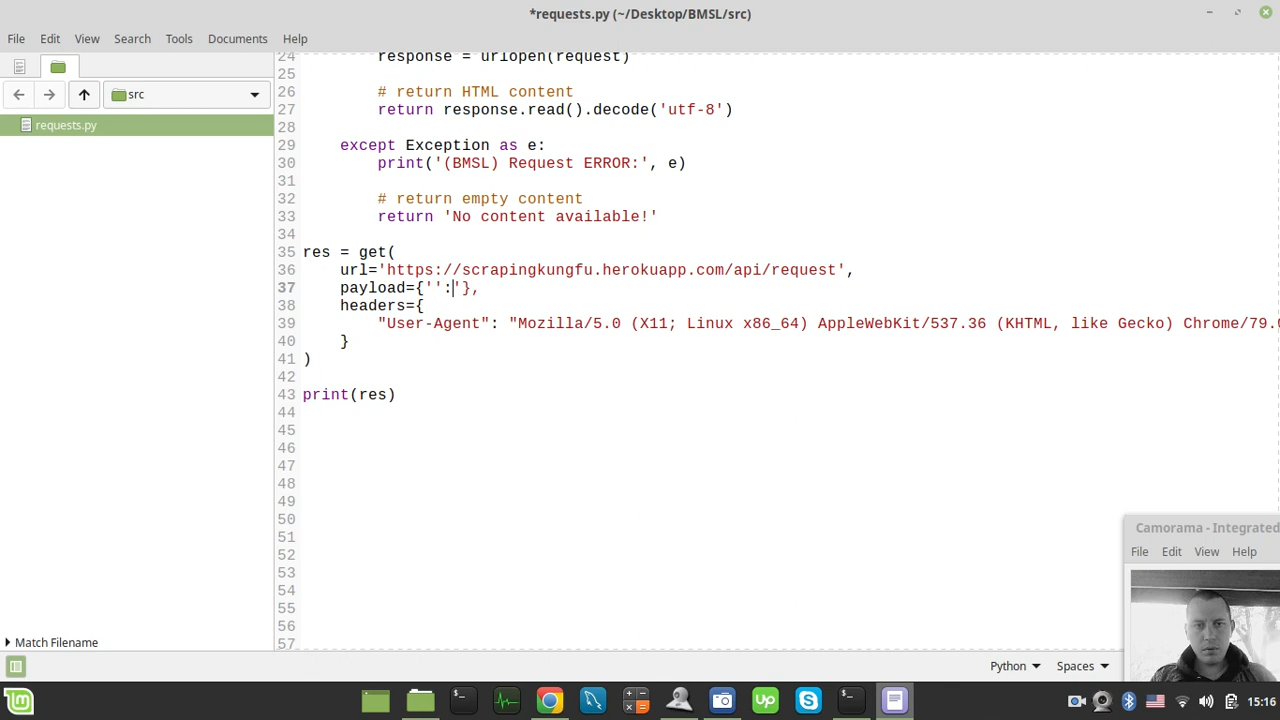 *requests.py (~/Desktop/BMSL/src)
File Edit View Search Tools Documents Help
src
requests.py
24 response = urlopen(request)
25
26 # return HTML content
27 return response.read().decode('utf-8')
28
29 except Exception as e:
30 print('(BMSL) Request ERROR:', e)
31
32 # return empty content
33 return 'No content available!'
34
35 res = get(
36 url='https://scrapingkungfu.herokuapp.com/api/request',
37 payload={'':'},
38 headers={
39 "User-Agent": "Mozilla/5.0 (X11; Linux x86_64) AppleWebKit/537.36 (KHTML, like Gecko) Chrome/79.
40 }
41 )
42
43 print(res)
44
45
46
47
48
49
50
51
52
53
54
55
56
57
Camorama - Integrated
File Edit View Help
Match Filename
Python Spaces
Up
15:16